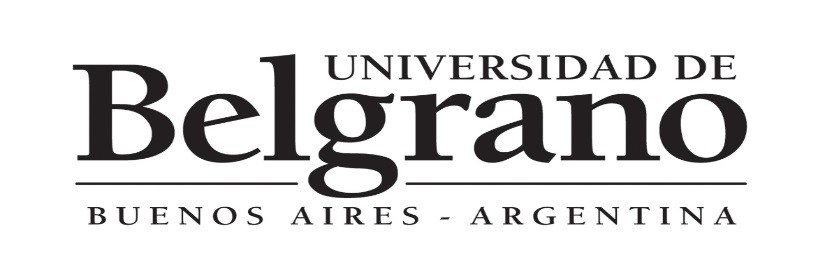 UNIVERSIDAD DE
Belgrano
BUENOS AIRES - ARGENTINA